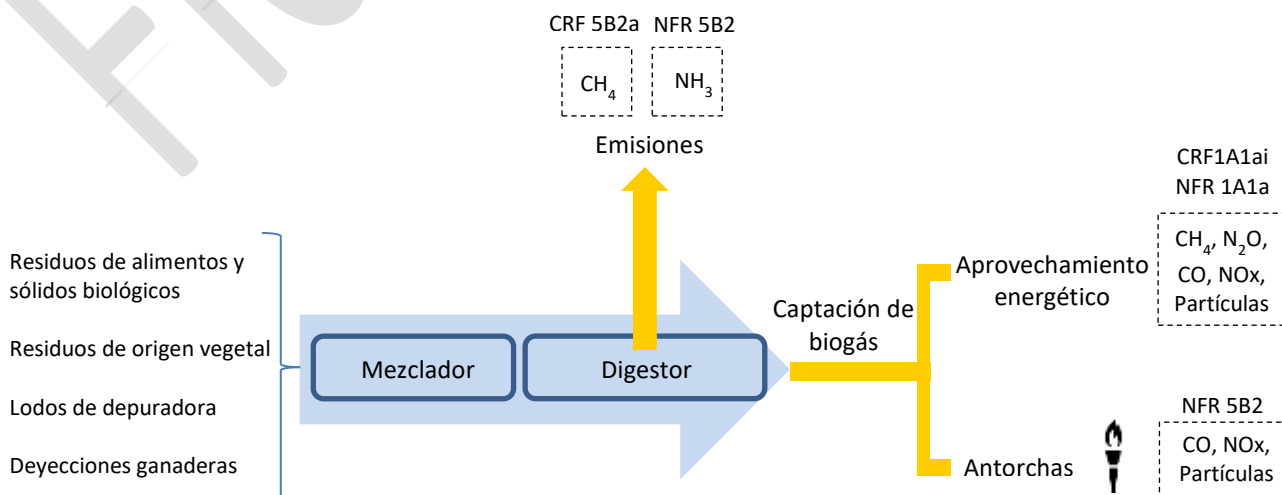 CRF 5B2a NFR 5B2
CH4 NH3
Emisiones
CRF1A1ai
NFR 1A1a
CH4, N2O,
CO, NOx,
Partículas
Aprovechamiento
energético
Residuos de alimentos y
sólidos biológicos
Residuos de origen vegetal
Lodos de depuradora
Deyecciones ganaderas
Mezclador
Digestor
Captación de
biogás
NFR 5B2
CO, NOx,
Partículas
Antorchas